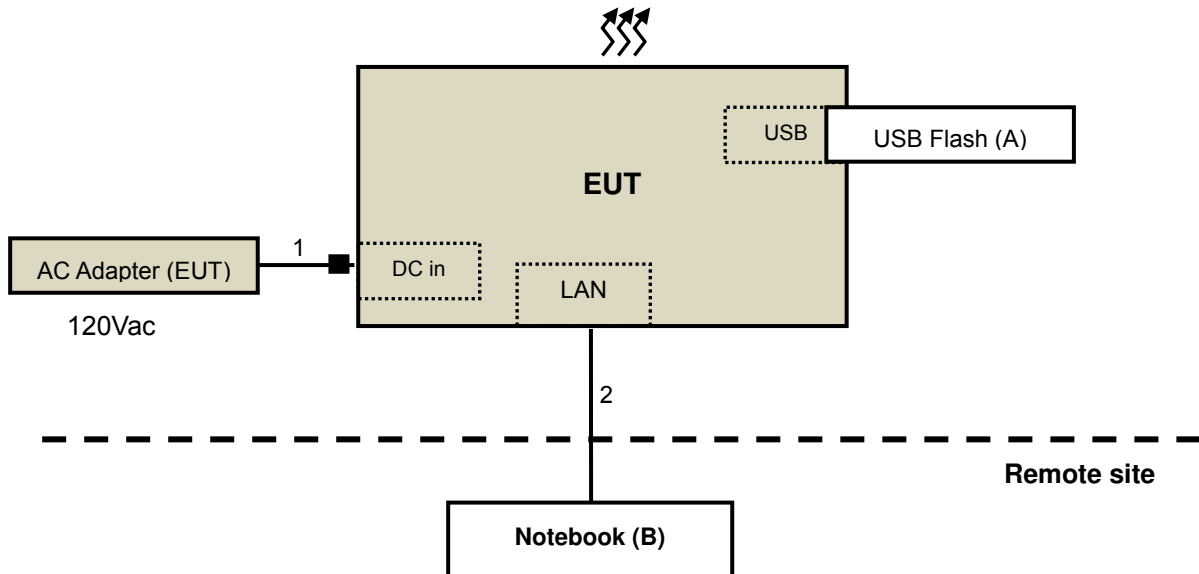 USB
USB Flash (A)
EUT
1
AC Adapter (EUT)
DC in
LAN
120Vac
2
Remote site
Notebook (B)